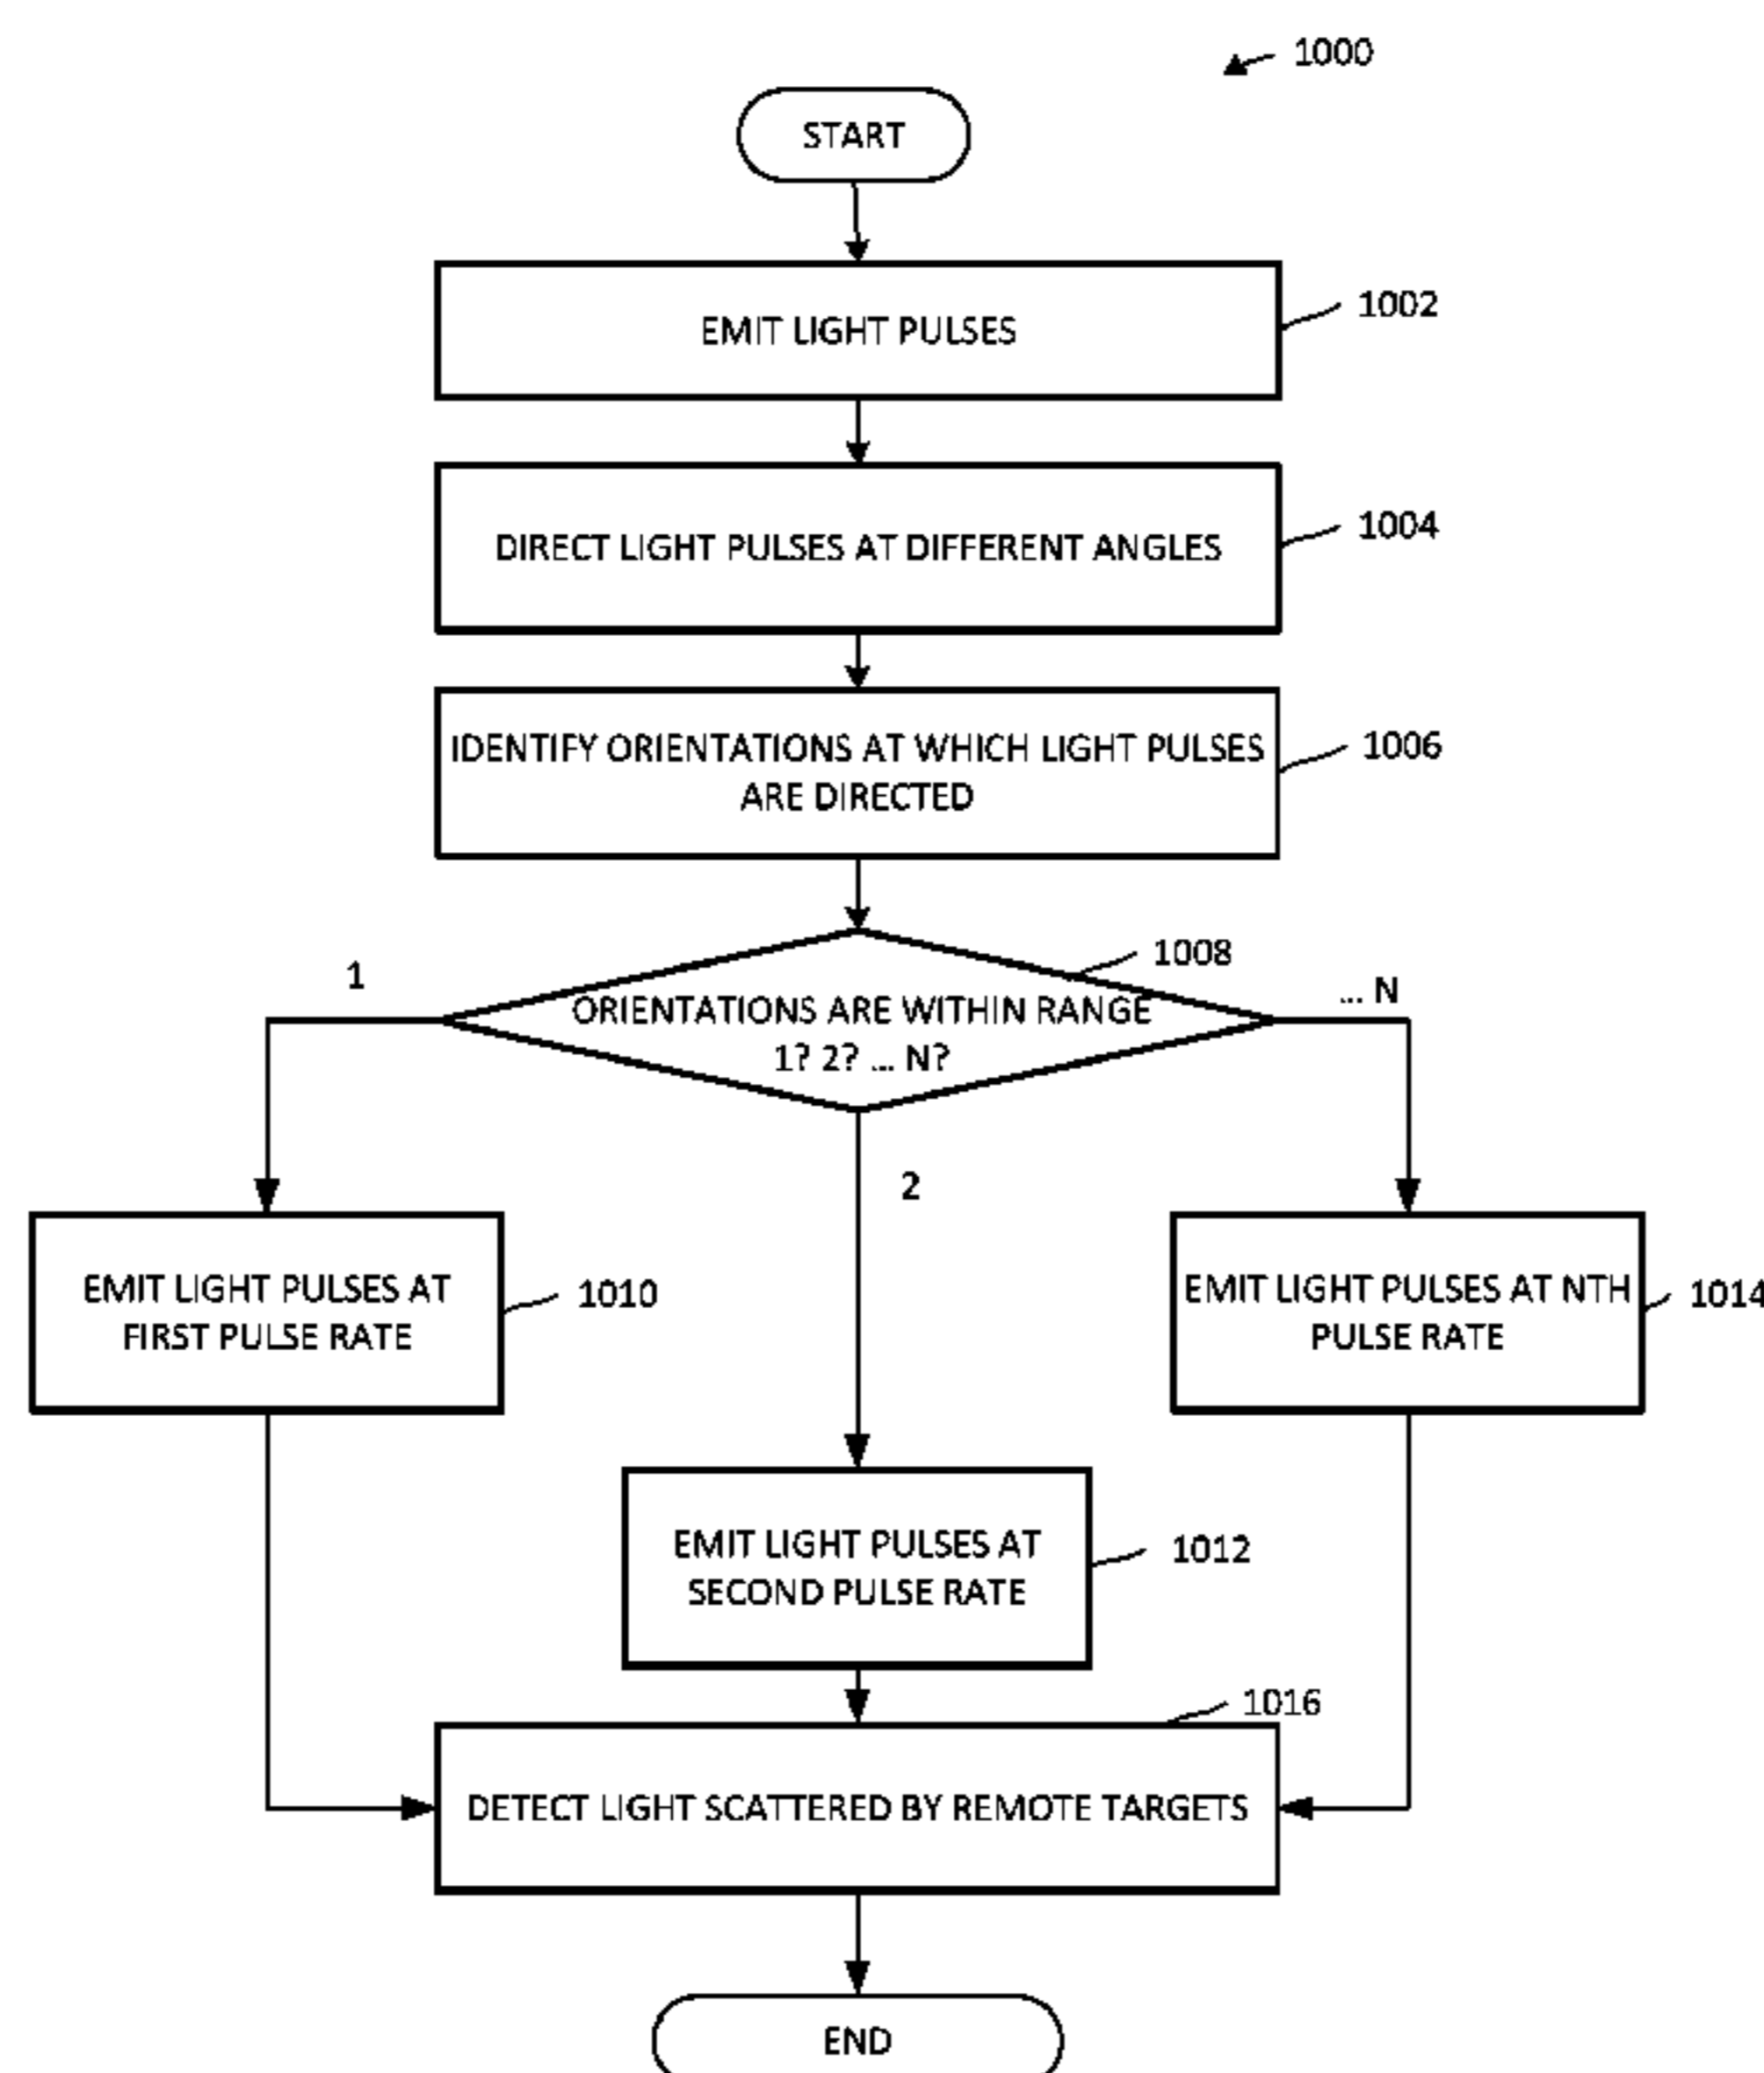 1000
START
EMIT LIGHT PULSES
1002
DIRECT LIGHT PULSES AT DIFFERENT ANGLES
1004
IDENTIFY ORIENTATIONS AT WHICH LIGHT PULSES
ARE DIRECTED
1006
1008
ORIENTATIONS ARE WITHIN RANGE
1? 2? ... N?
1
... N
2
EMIT LIGHT PULSES AT
FIRST PULSE RATE
1010
EMIT LIGHT PULSES AT NTH
PULSE RATE
1014
EMIT LIGHT PULSES AT
SECOND PULSE RATE
1012
1016
DETECT LIGHT SCATTERED BY REMOTE TARGETS
END